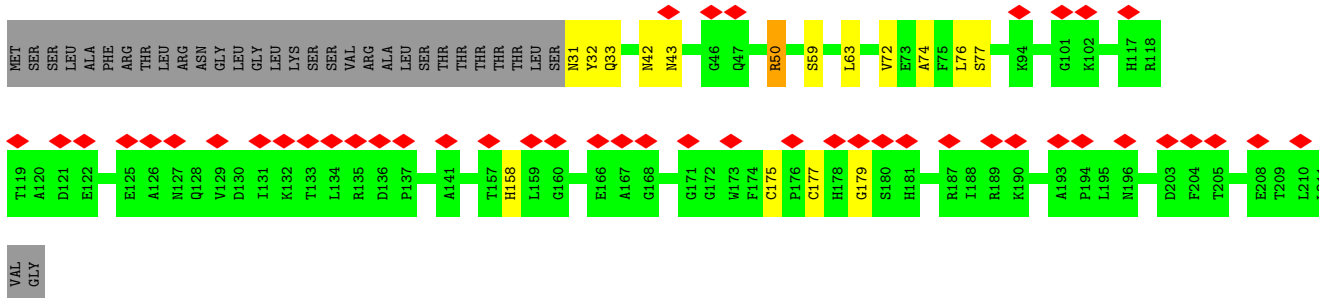 MET SER SER LEU ALA PHE ARG THR LEU ARG ASN GLY LEU GLY LEU LYS SER SER VAL ARG ALA LEU SER THR THR THR THR THR LEU SER N31 Y32 Q33 N42 N43 G46 Q47 R50 S59 L63 V72 E73 A74 F75 L76 S77 K94 G101 K102 H117 R118
T119 A120 D121 E122 E125 A126 N127 Q128 V129 D130 I131 K132 T133 L134 R135 D136 P137 A141 T157 H158 L159 G160 E166 A167 G168 G171 G172 W173 F174 C175 P176 C177 H178 G179 S180 H181 R187 I188 R189 K190 A193 P194 L195 N196 D203 F204 T205 E208 T209 L210
VAL GLY